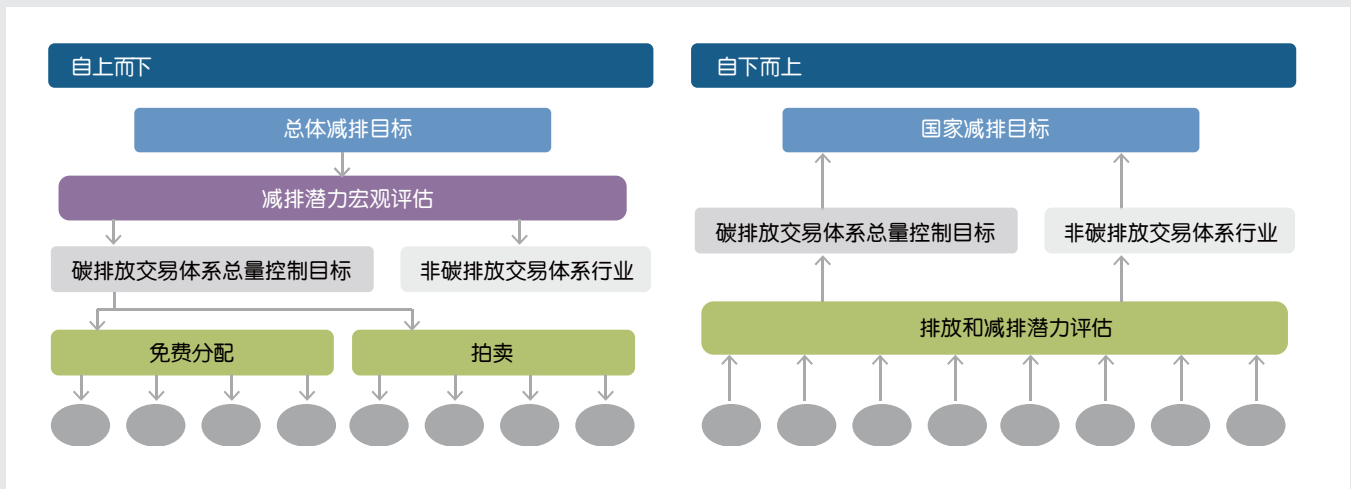 自上而下
总体减排目标
减排潜力宏观评估
碳排放交易体系总量控制目标
非碳排放交易体系行业
免费分配
拍卖
自下而上
国家减排目标
碳排放交易体系总量控制目标
非碳排放交易体系行业
排放和减排潜力评估